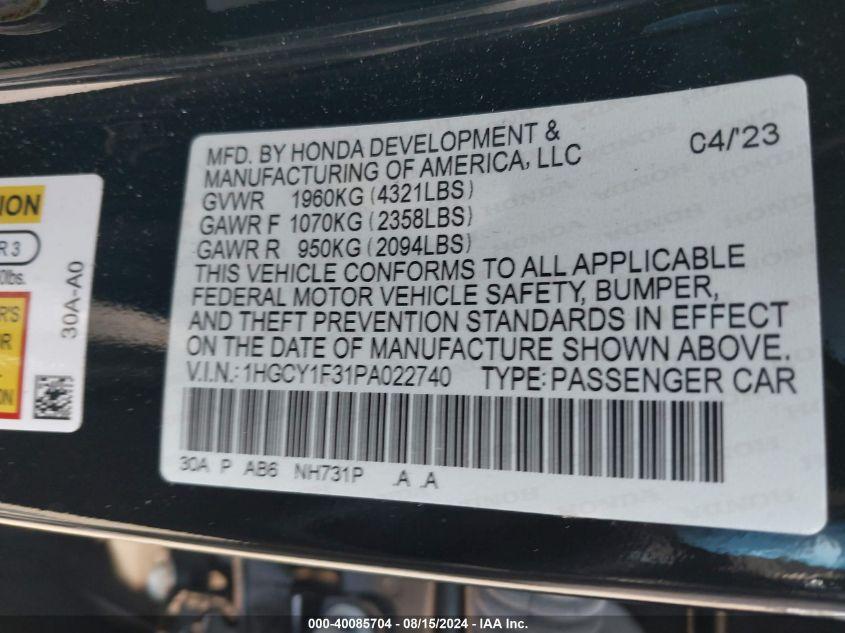 MFD. BY HONDA DEVELOPMENT & 04/'23
MANUFACTURING OF AMERICA, LLC
GVWR 1960KG (4321LBS)
GAWR F 1070KG (2358LBS)
GAWR R 950KG (2094LBS)
THIS VEHICLE CONFORMS TO ALL APPLICABLE
FEDERAL MOTOR VEHICLE SAFETY, BUMPER,
AND THEFT PREVENTION STANDARDS IN EFFECT
ON THE DATE OF MANUFACTURE SHOWN ABOVE.
V.I.N.: 1HGCY1F31PA022740 TYPE: PASSENGER CAR
30A P AB6 NH731P .A .A
30A-A0
000-40085704 - 08/15/2024 - IAA Inc.